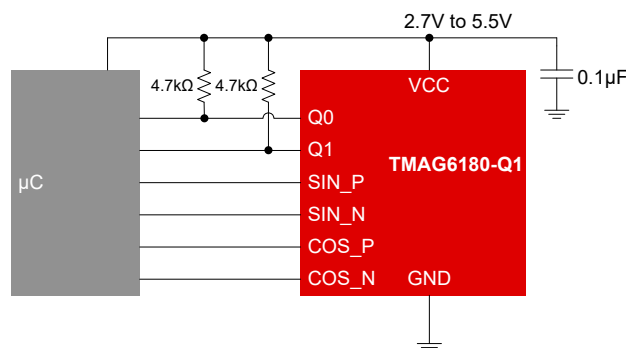 2.7V to 5.5V
4.7kΩ 4.7kΩ
VCC
0.1µF
Q0
Q1
TMAG6180-Q1
µC
SIN_P
SIN_N
COS_P
COS_N
GND